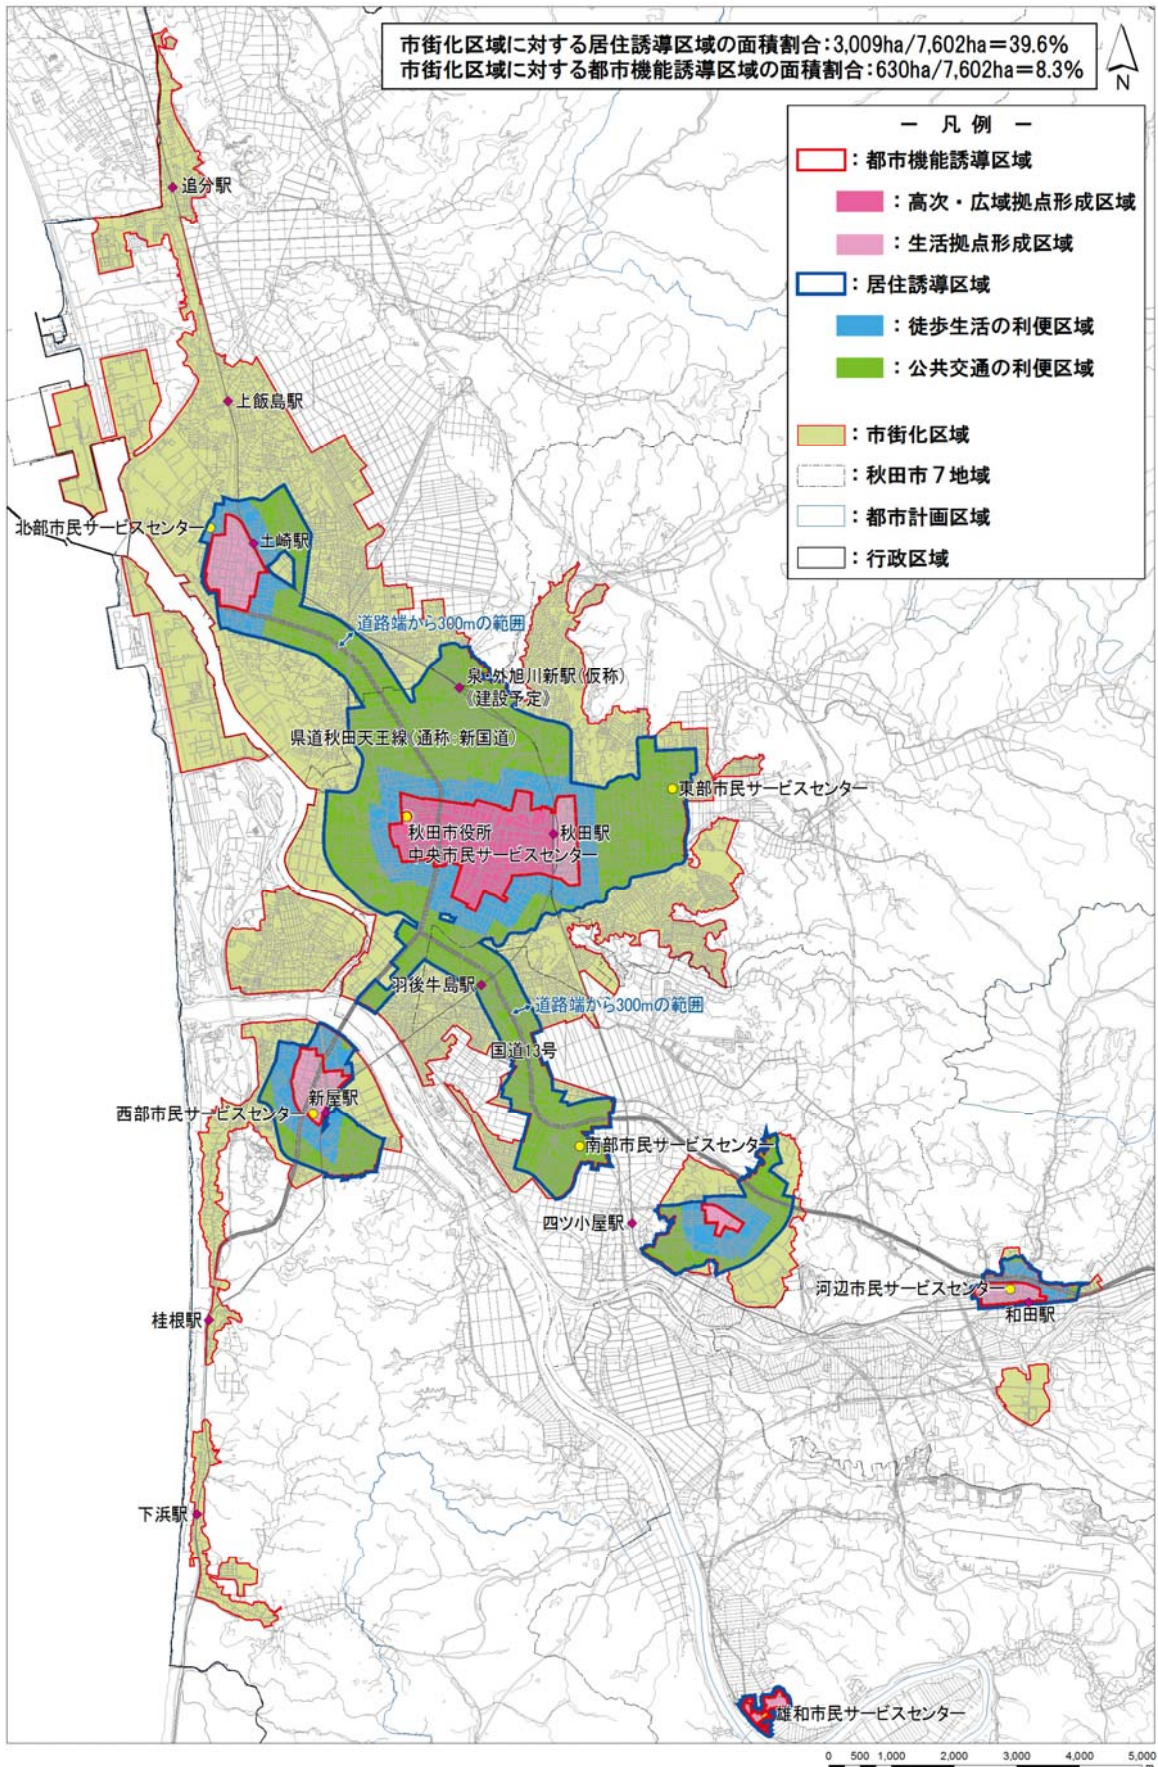 市街化区域に対する居住誘導区域の面積割合：3,009ha/7,602ha＝39.6%
市街化区域に対する都市機能誘導区域の面積割合：630ha/7,602ha＝8.3%
N
－ 凡 例 －
：都市機能誘導区域
：高次・広域拠点形成区域
：生活拠点形成区域
：居住誘導区域
：徒歩生活の利便区域
：公共交通の利便区域
：市街化区域
：秋田市７地域
：都市計画区域
：行政区域
追分駅
上飯島駅
北部市民サービスセンター
土崎駅
道路端から300mの範囲
泉・外旭川新駅（仮称）
《建設予定》
県道秋田天王線（通称：新国道）
東部市民サービスセンター
秋田市役所
中央市民サービスセンター
秋田駅
羽後牛島駅
道路端から300mの範囲
国道13号
新屋駅
西部市民サービスセンター
南部市民サービスセンター
四ツ小屋駅
河辺市民サービスセンター
和田駅
桂根駅
下浜駅
雄和市民サービスセンター
0 500 1,000 2,000 3,000 4,000 5,000
m